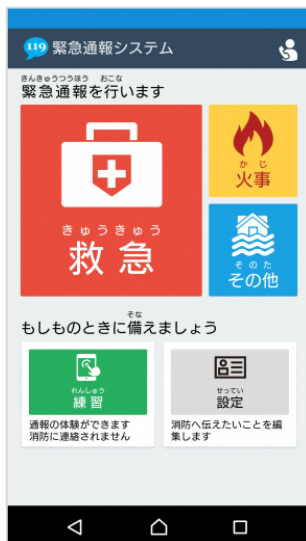 119 緊急通報システム
きんきゅうつうほう おこな
緊急通報を行います
きゅうきゅう
救急
かじ
火事
そのた
その他
そな
もしものときに備えましょう
れんしゅう
練習
通報の体験ができます
消防に連絡されません
せってい
設定
消防へ伝えたいことを編
集します